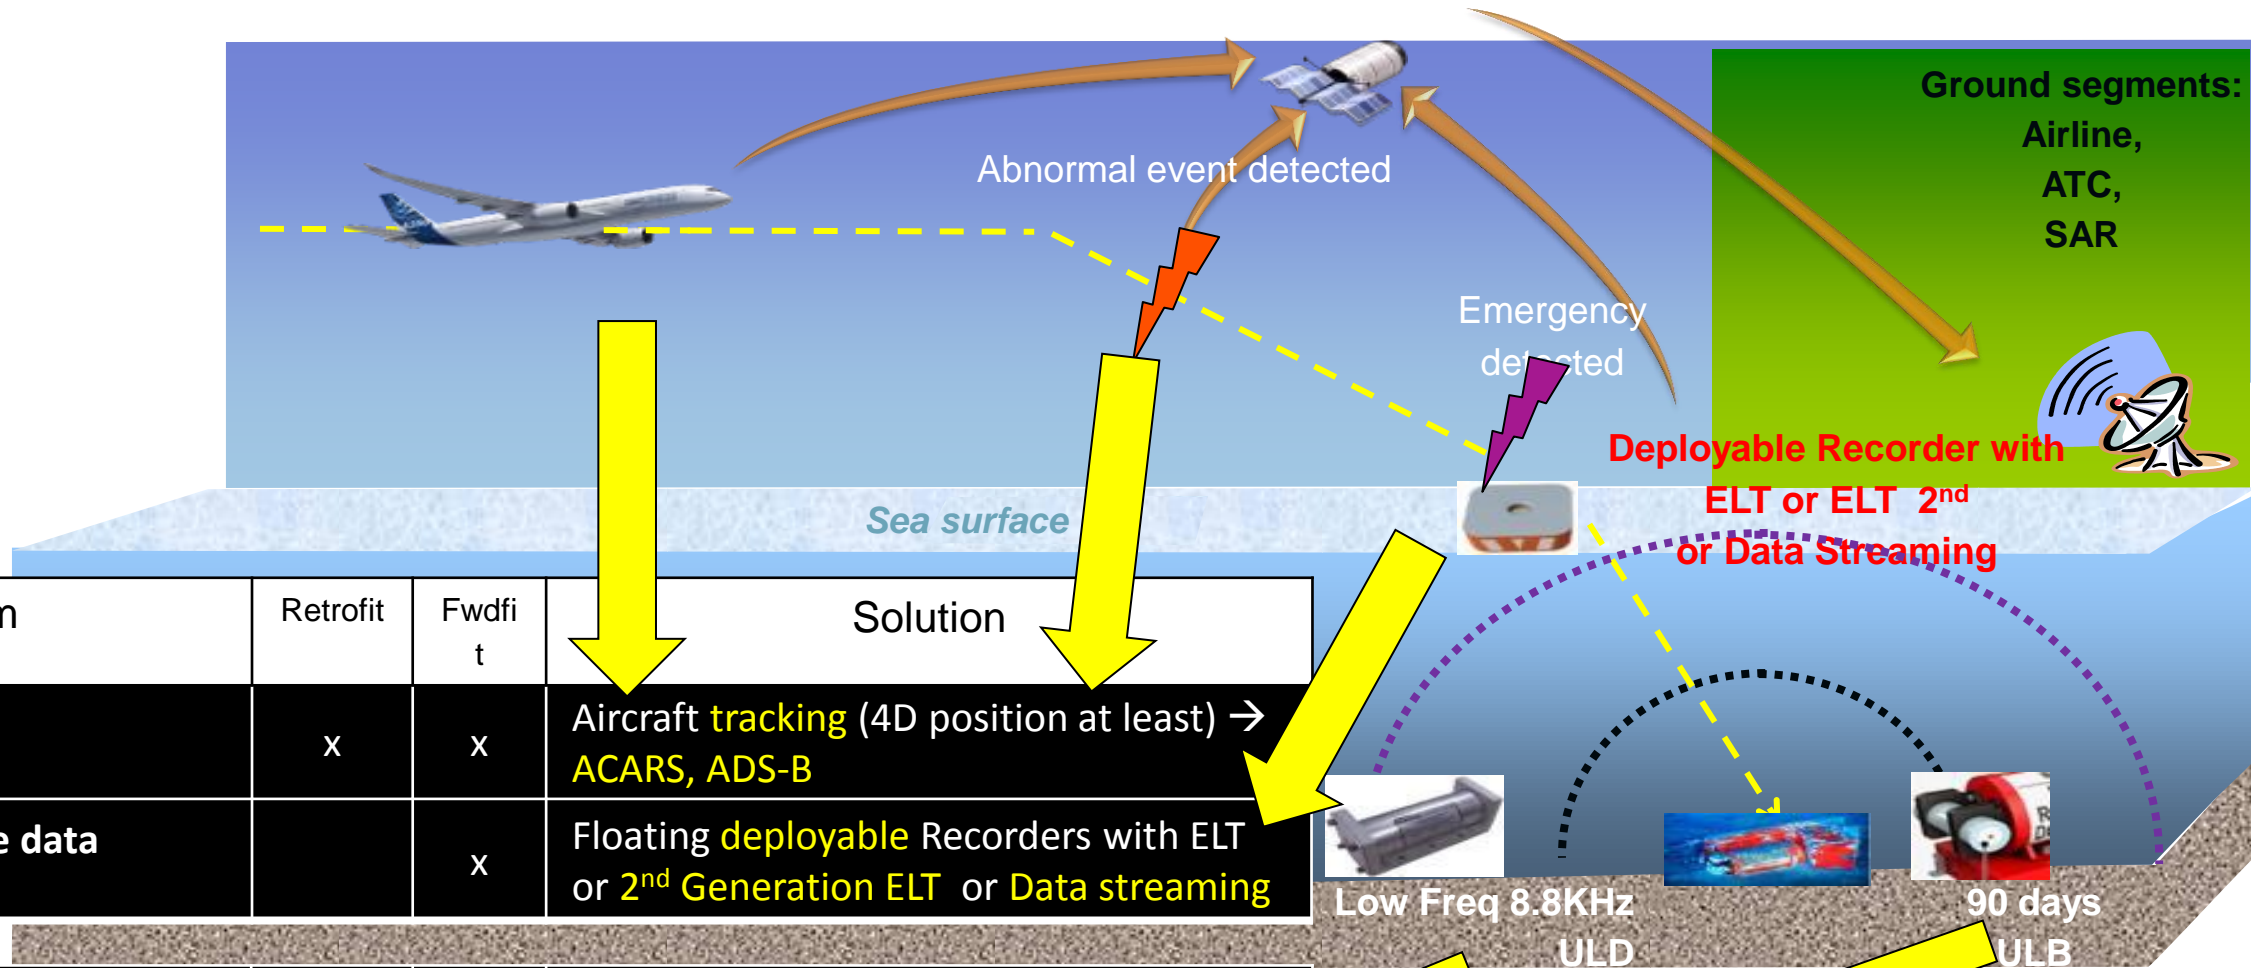 Ground segments:
Airline,
ATC,
SAR
Abnormal event detected
Emergency
detected
Deployable Recorder with
ELT or ELT 2nd
or Data Streaming
Sea surface
Retrofit
Fwdfi
t
Solution
x
x
Aircraft tracking (4D position at least) →
ACARS, ADS-B
e data
x
Floating deployable Recorders with ELT
or 2nd Generation ELT or Data streaming
Low Freq 8.8KHz
ULD
90 days
ULB